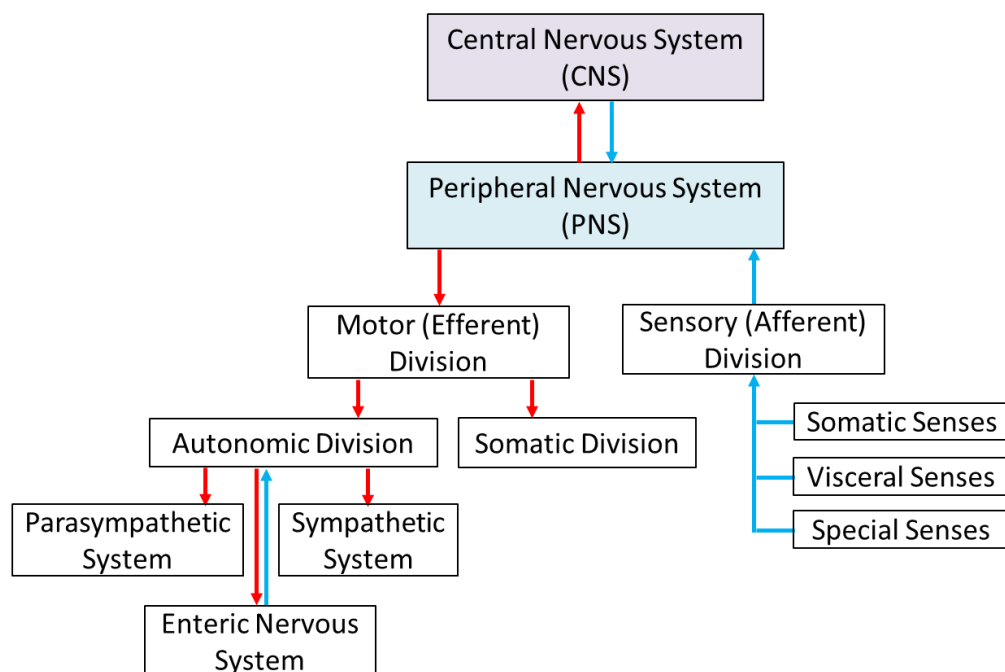 Central Nervous System
(CNS)
Peripheral Nervous System
(PNS)
Motor (Efferent)
Division
Sensory (Afferent)
Division
Autonomic Division
Somatic Division
Somatic Senses
Visceral Senses
Special Senses
Parasympathetic
System
Sympathetic
System
Enteric Nervous
System